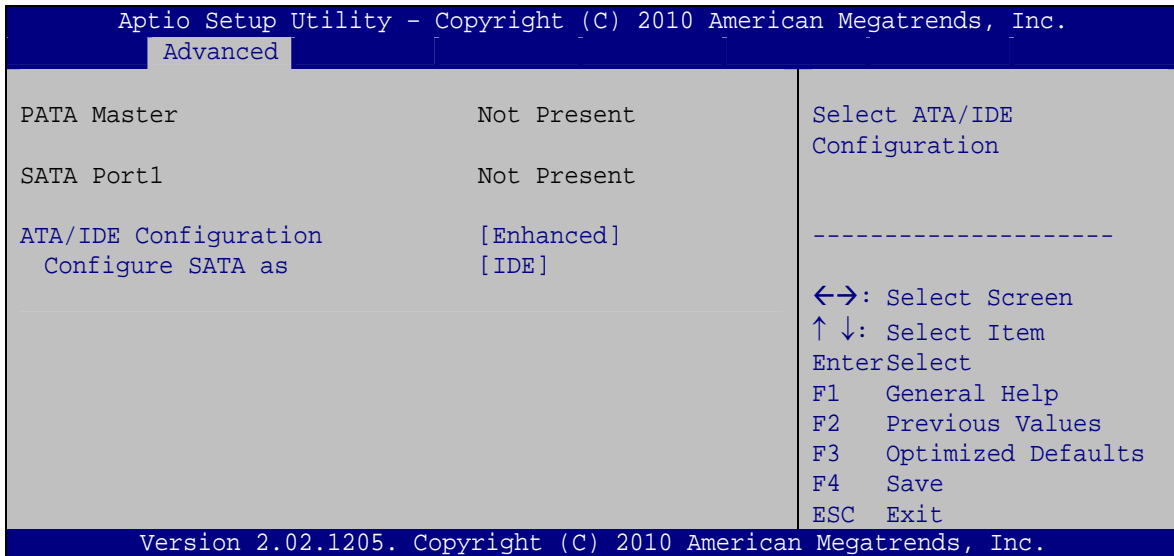 Aptio Setup Utility – Copyright (C) 2010 American Megatrends, Inc.
Advanced
PATA Master Not Present
SATA Port1 Not Present
ATA/IDE Configuration [Enhanced]
Configure SATA as [IDE]
Select ATA/IDE
Configuration
---------------------
←→: Select Screen
↑ ↓: Select Item
EnterSelect
F1 General Help
F2 Previous Values
F3 Optimized Defaults
F4 Save
ESC Exit
Version 2.02.1205. Copyright (C) 2010 American Megatrends, Inc.